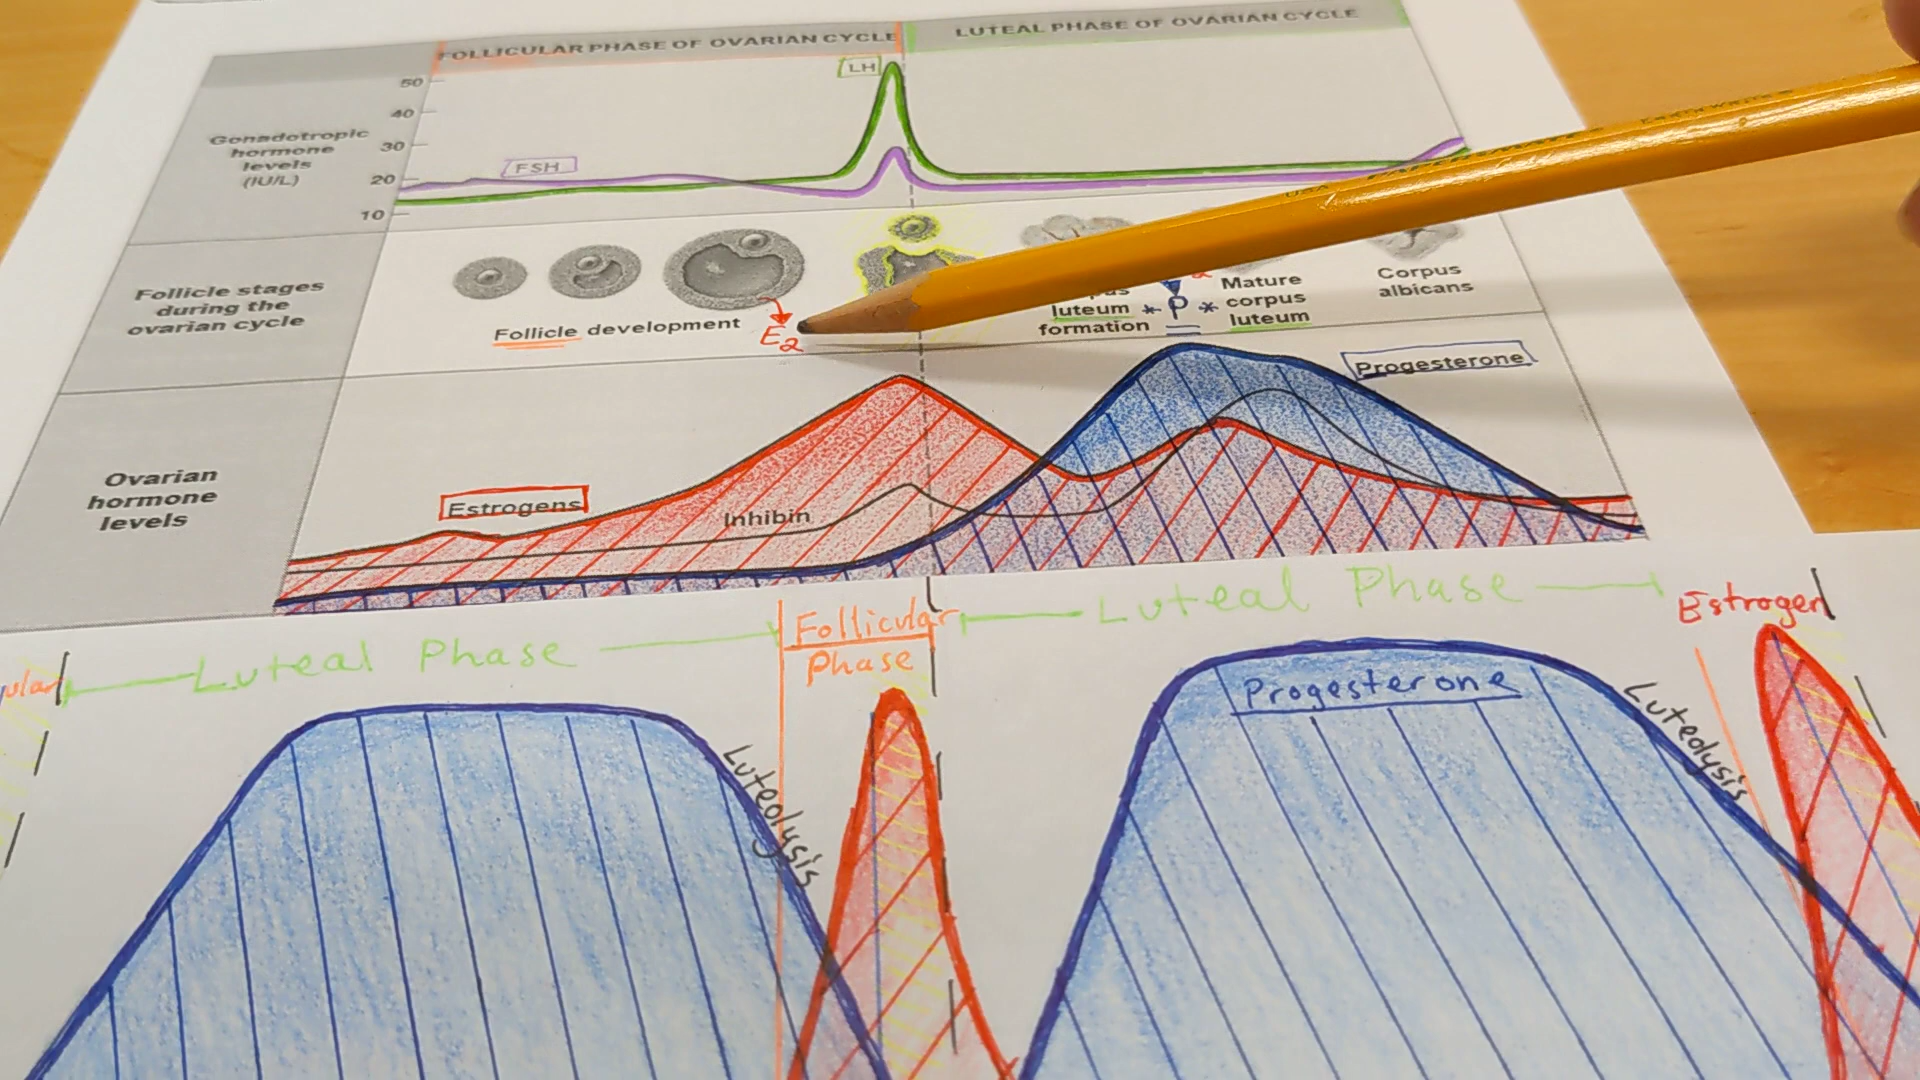 FOLLICULAR PHASE OF OVARIAN CYCLE
LUTEAL PHASE OF OVARIAN CYCLE
Gonadotropic
hormone
levels
(IU/L)
50
40
30
20
10
LH
FSH
Follicle stages
during the
ovarian cycle
Follicle development
E2
luteum
formation
* P *
Mature
corpus
luteum
Corpus
albicans
Ovarian
hormone
levels
Estrogens
Inhibin
Progesterone
Luteal Phase
Follicular
Phase
Luteal Phase
Estrogen
Luteolysis
Progesterone
Luteolysis